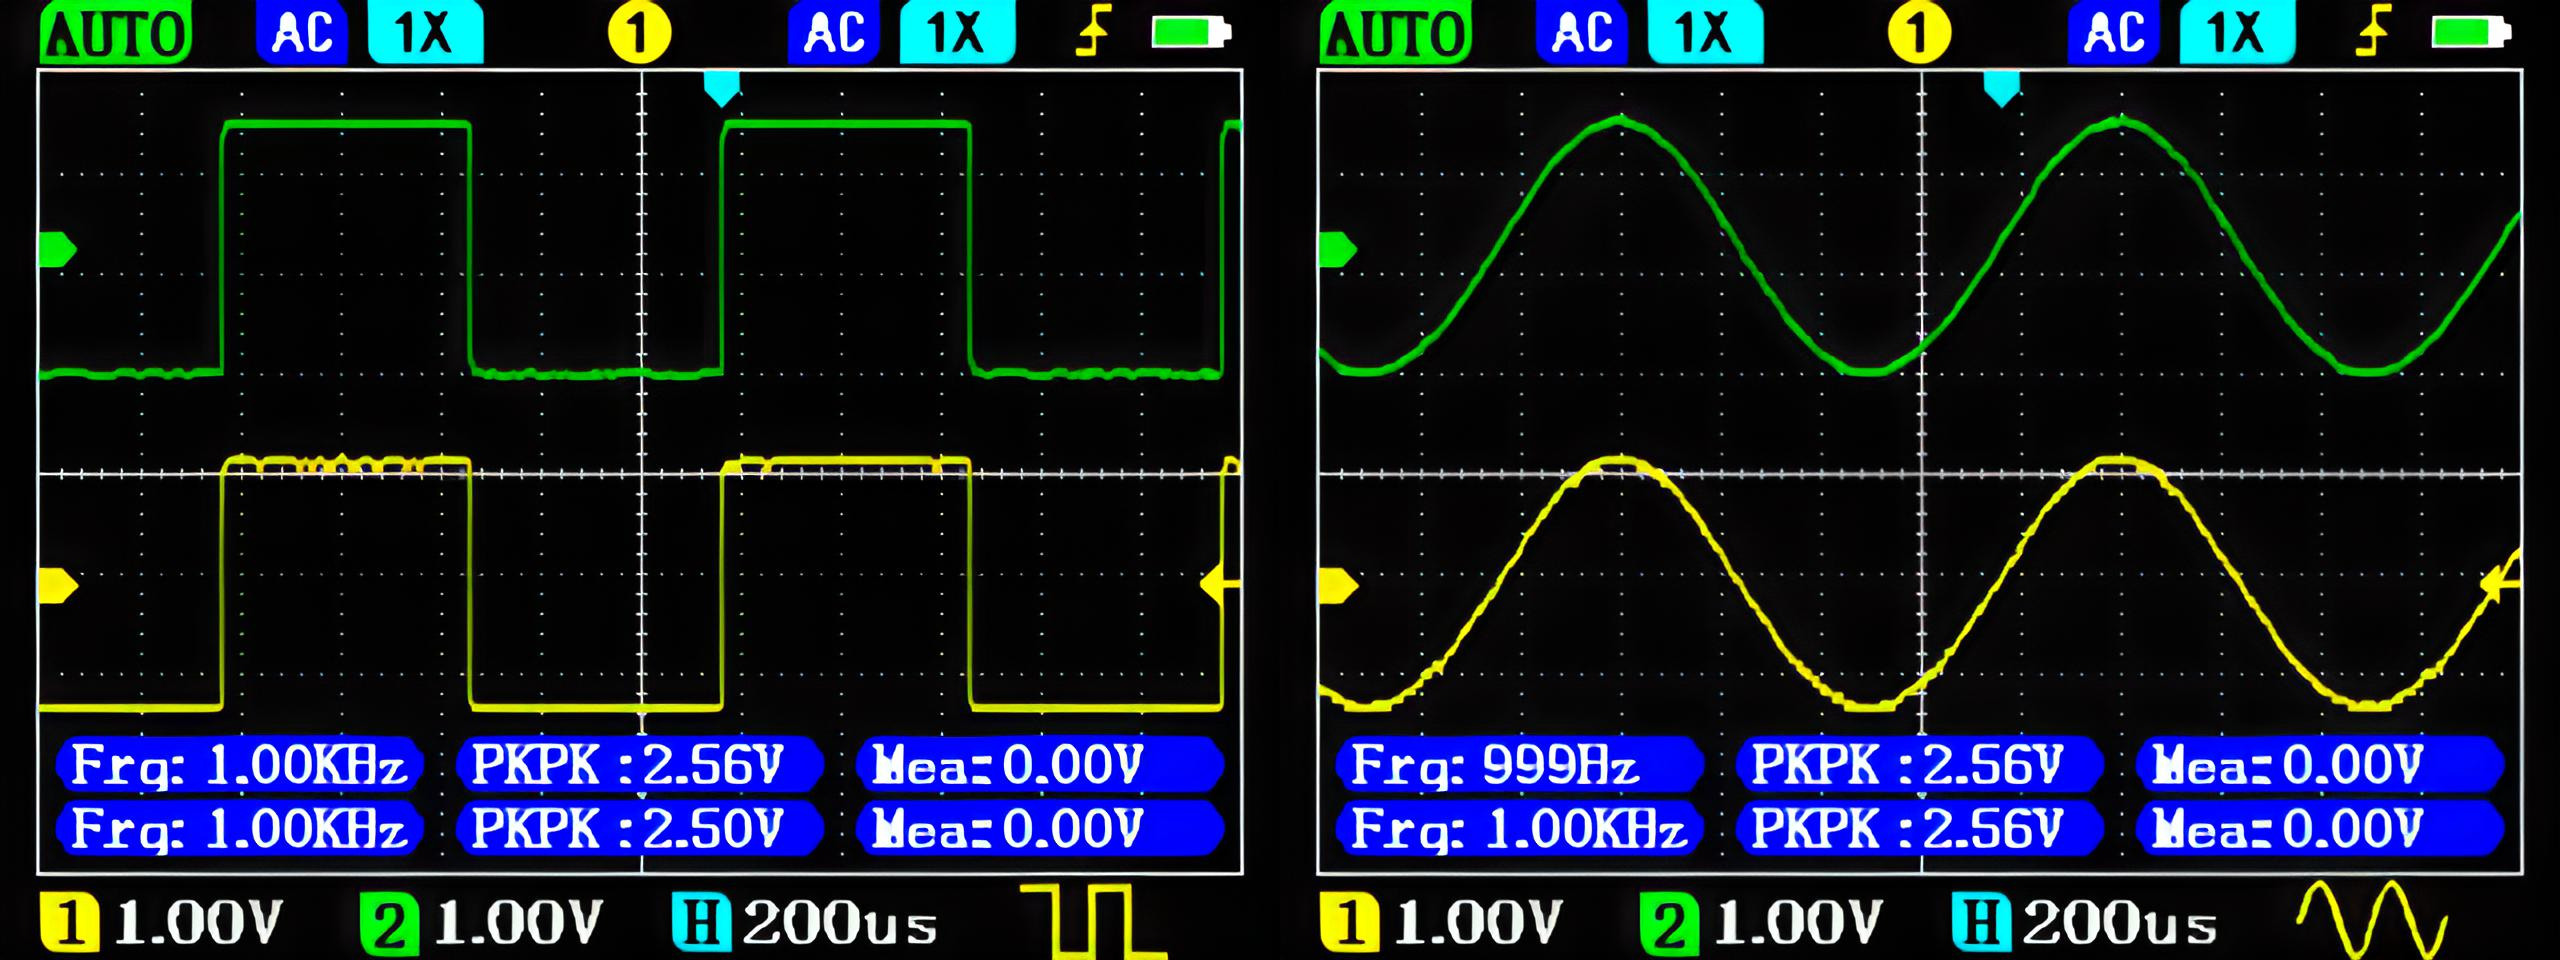 AUTO AC 1X 1 AC 1X
Frq: 1.00KHz PKPK :2.56V Mea=0.00V
Frq: 1.00KHz PKPK :2.50V Mea=0.00V
1 1.00V 2 1.00V H 200us
AUTO AC 1X 1 AC 1X
Frq: 999Hz PKPK :2.56V Mea=0.00V
Frq: 1.00KHz PKPK :2.56V Mea=0.00V
1 1.00V 2 1.00V H 200us